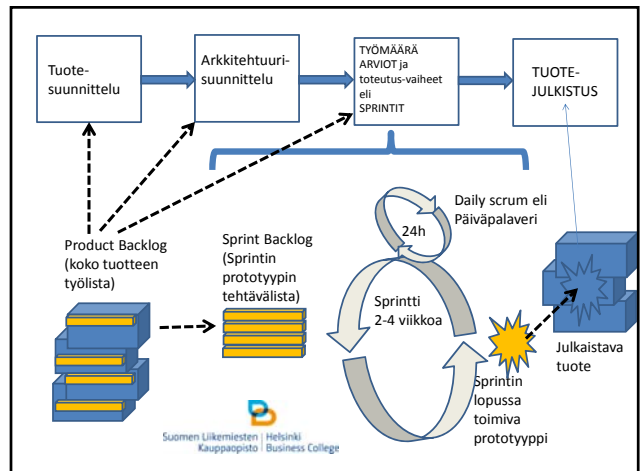 Tuote-
suunnittelu
Arkkitehtuuri-
suunnittelu
TYÖMÄÄRÄ
ARVIOT ja
toteutus-vaiheet
eli
SPRINTIT
TUOTE-
JULKISTUS
Product Backlog
(koko tuotteen
työlista)
Sprint Backlog
(Sprintin
prototyypin
tehtävälista)
24h
Daily scrum eli
Päiväpalaveri
Sprintti
2-4 viikkoa
Sprintin
lopussa
toimiva
prototyyppi
Julkaistava
tuote
Suomen Liikemiesten
Kauppaopisto
Helsinki
Business College